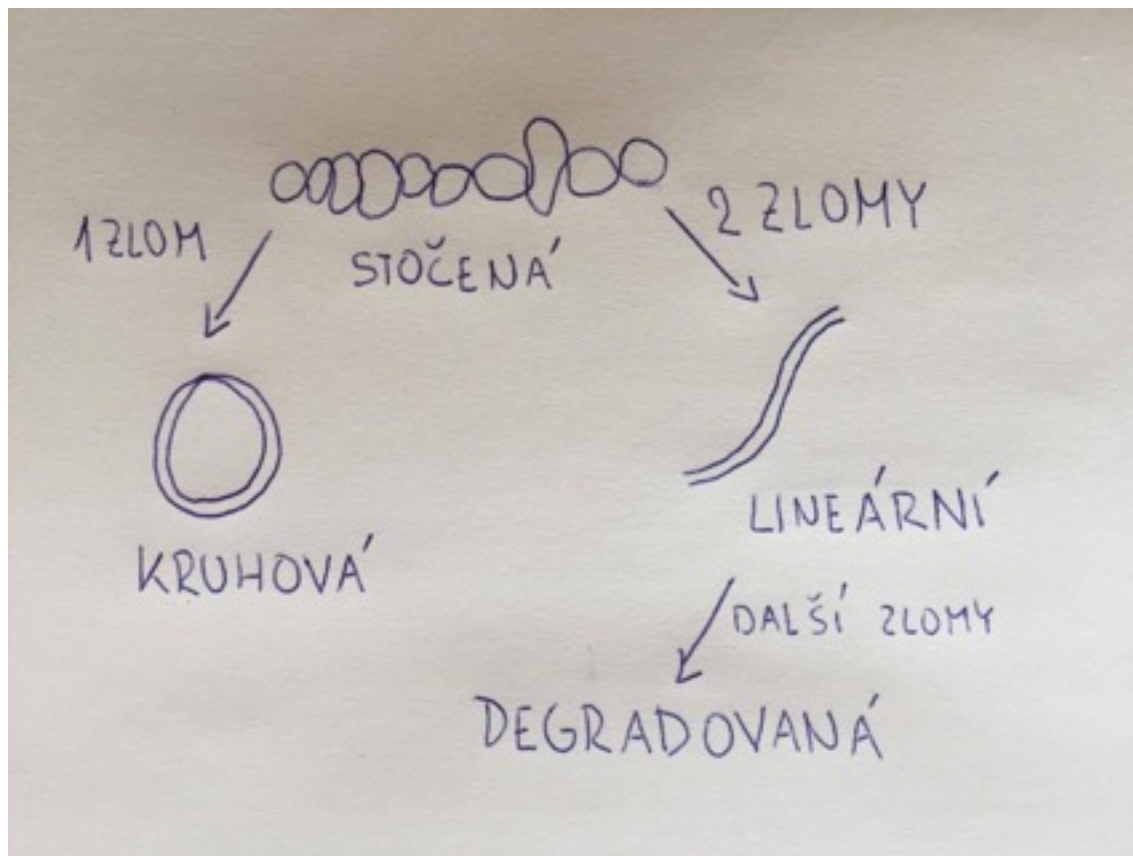 1 ZLOM
2 ZLOMY
STOČENÁ
KRUHOVÁ
LINEÁRNÍ
DALŠÍ ZLOMY
DEGRADOVANÁ